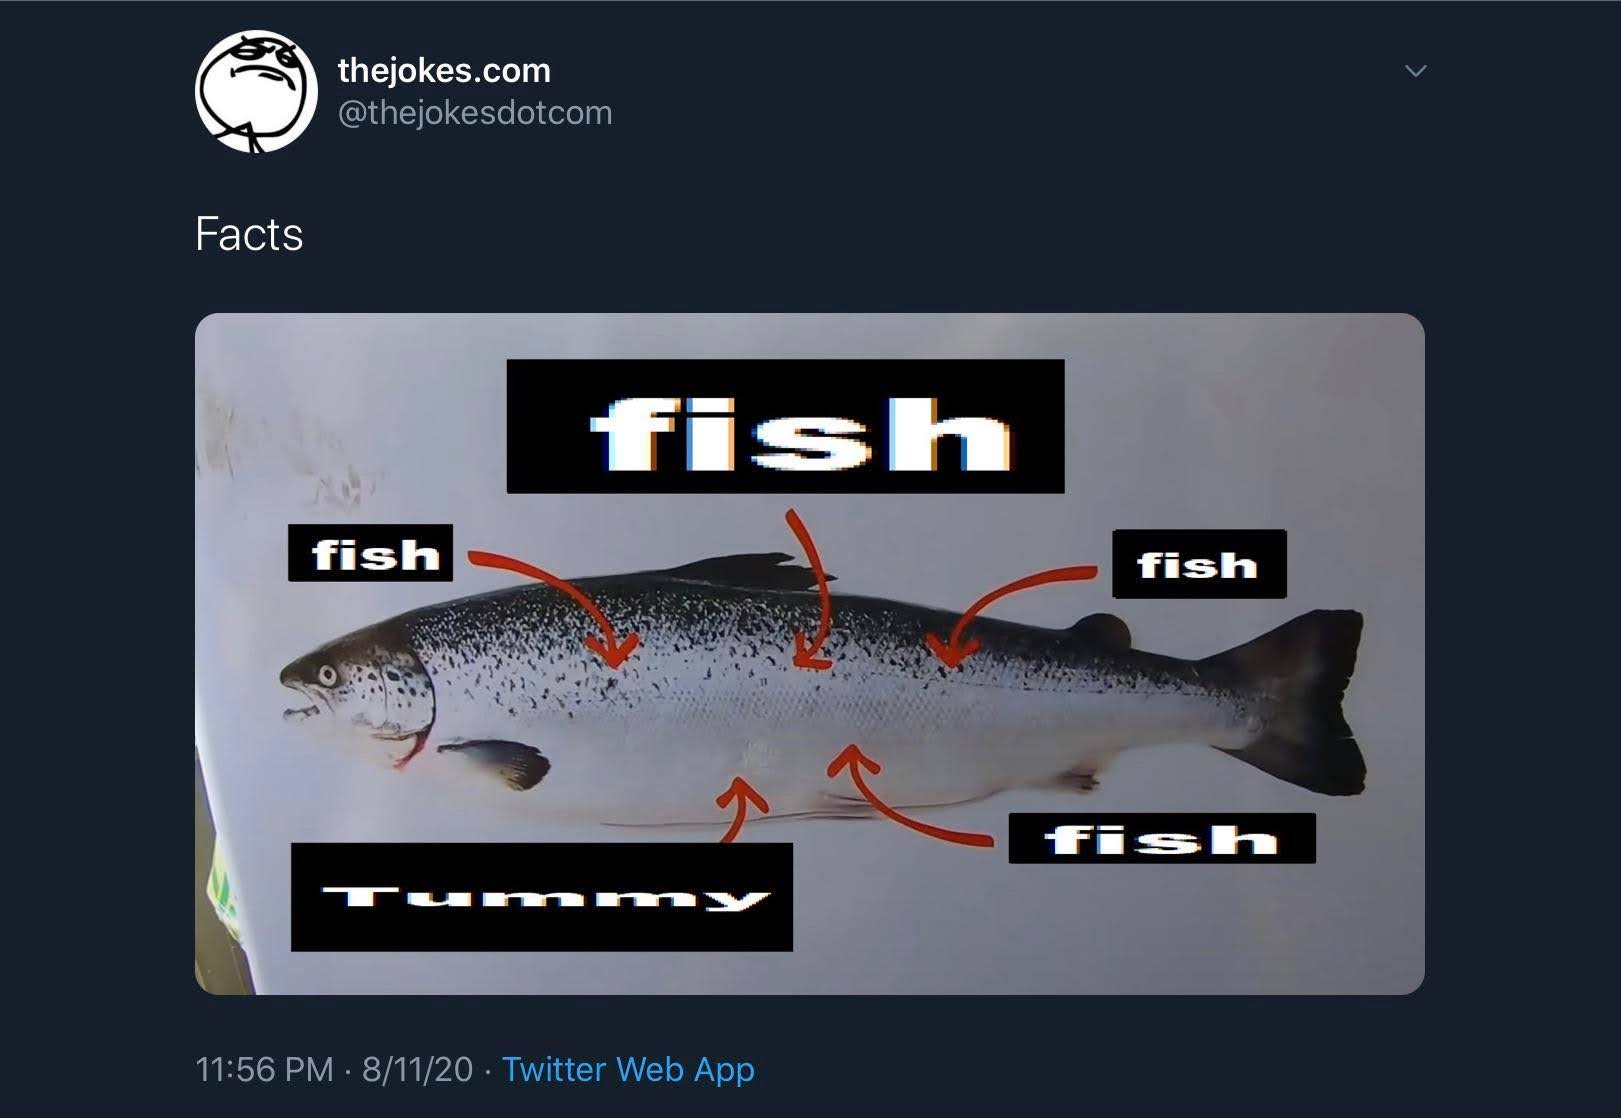 thejokes.com
@thejokesdotcom
Facts
fish
fish
fish
fish
Tummy
11:56 PM · 8/11/20 · Twitter Web App